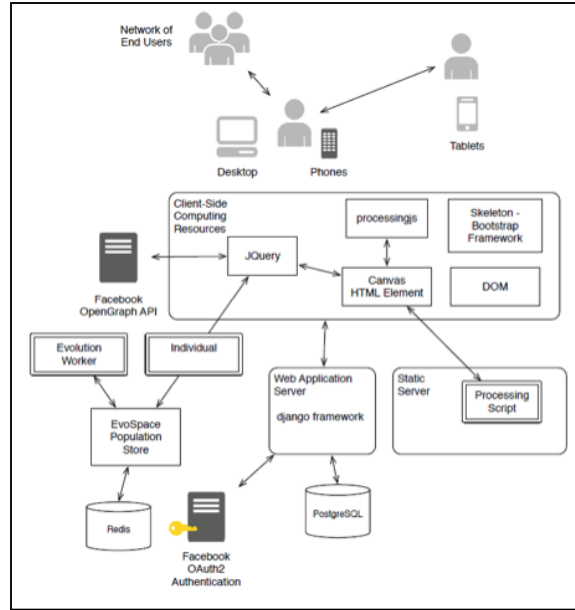 Network of
End Users
Desktop
Phones
Tablets
Client-Side
Computing
Resources
processingjs
Skeleton -
Bootstrap
Framework
JQuery
Canvas
HTML Element
DOM
Facebook
OpenGraph API
Evolution
Worker
Individual
Web Application
Server
django framework
Static
Server
Processing
Script
EvoSpace
Population
Store
Redis
Facebook
OAuth2
Authentication
PostgreSQL